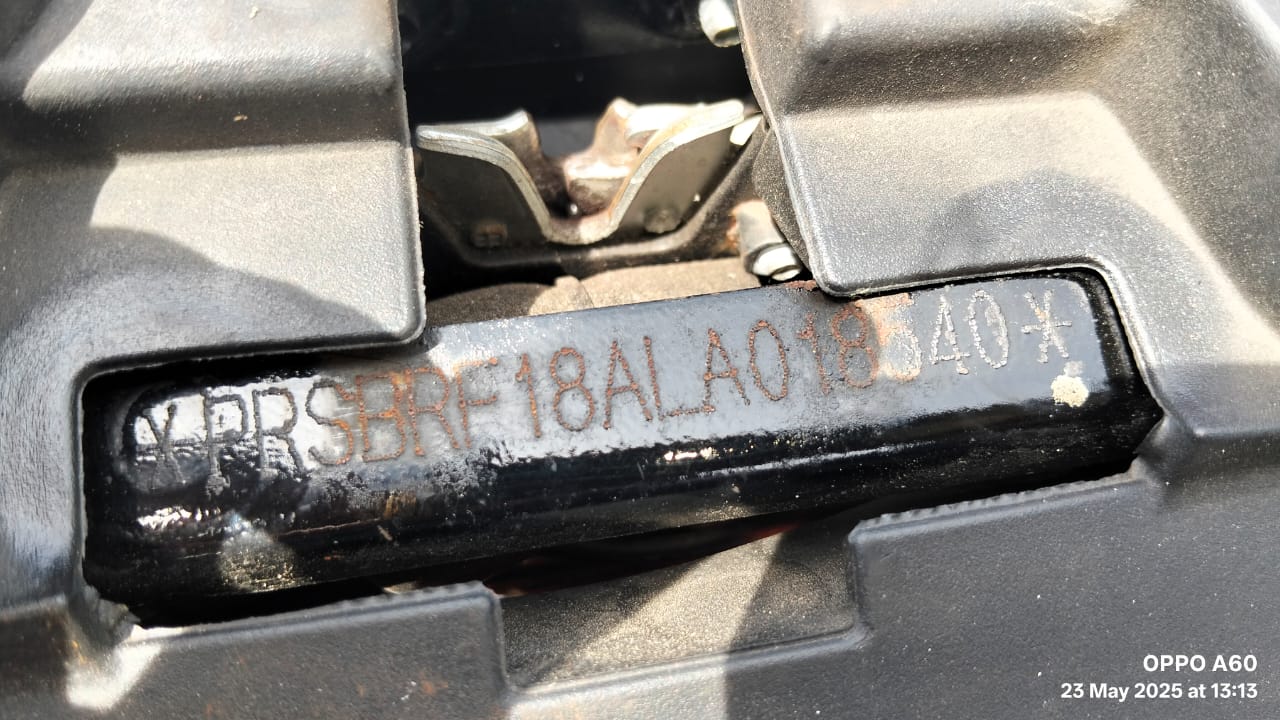 *PRSBRF18ALA018540*
OPPO A60
23 May 2025 at 13:13